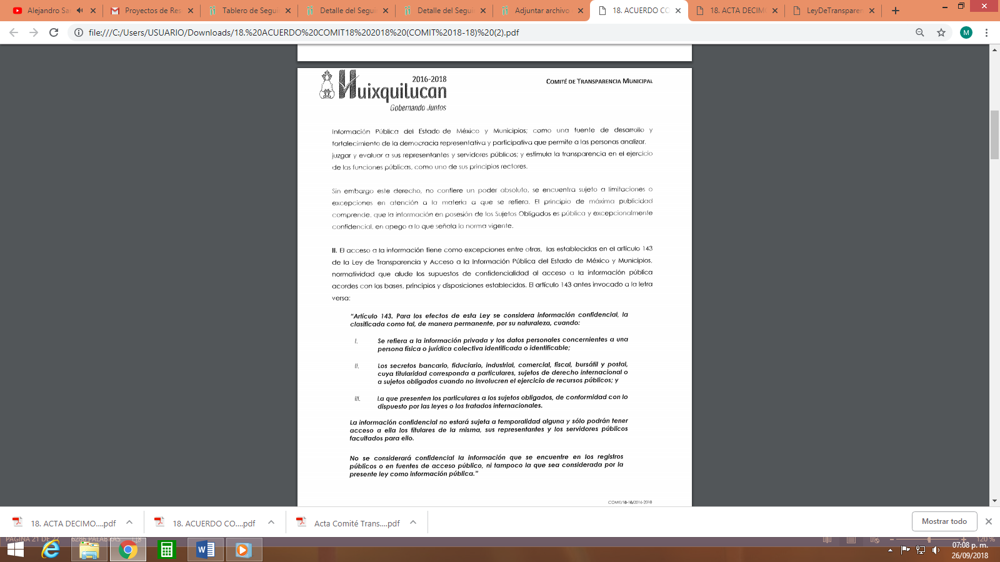 Alejandro Sa
Proyectos de Res
Tablero de Segui
Detalle del Segui
Detalle del Segui
Adjuntar archivo
18. ACUERDO CO
18. ACTA DECIM
LeyDeTransparen
file:///C:/Users/USUARIO/Downloads/18.%20ACUERDO%20COMIT18%202018%20(COMIT%2018-18)%20(2).pdf
M
2016-2018
Huixquilucan
Gobernando Juntos
COMITÉ DE TRANSPARENCIA MUNICIPAL
Información Pública del Estado de México y Municipios; como una fuente de desarrollo y
fortalecimiento de la democracia representativa y participativa que permite a las personas analizar,
juzgar y evaluar a sus representantes y servidores públicos; y estimula la transparencia en el ejercicio
de las funciones públicas, como uno de sus principios rectores.
Sin embargo este derecho, no confiere un poder absoluto, se encuentra sujeto a limitaciones o
excepciones en atención a la materia a que se refiera. El principio de máxima publicidad
comprende, que la información en posesión de los Sujetos Obligados es pública y excepcionalmente
confidencial, en apego a lo que señala la norma vigente.
II. El acceso a la información tiene como excepciones entre otras, las establecidas en el artículo 143
de la Ley de Transparencia y Acceso a la Información Pública del Estado de México y Municipios,
normatividad que alude los supuestos de confidencialidad al acceso a la información pública
acordes con las bases, principios y disposiciones establecidas. El artículo 143 antes invocado a la letra
versa:
"Artículo 143. Para los efectos de esta Ley se considera información confidencial, la
clasificada como tal, de manera permanente, por su naturaleza, cuando:
I. Se refiera a la información privada y los datos personales concernientes a una
persona física o jurídica colectiva identificada o identificable;
II. Los secretos bancario, fiduciario, industrial, comercial, fiscal, bursátil y postal,
cuya titularidad corresponda a particulares, sujetos de derecho internacional o
a sujetos obligados cuando no involucren el ejercicio de recursos públicos; y
III. La que presenten los particulares a los sujetos obligados, de conformidad con lo
dispuesto por las leyes o los tratados internacionales.
La información confidencial no estará sujeta a temporalidad alguna y sólo podrán tener
acceso a ella los titulares de la misma, sus representantes y los servidores públicos
facultados para ello.
No se considerará confidencial la información que se encuentre en los registros
públicos o en fuentes de acceso público, ni tampoco la que sea considerada por la
presente ley como información pública."
COMIT/18-18/2016-2018
18. ACTA DECIMO....pdf
18. ACUERDO CO....pdf
Acta Comité Trans....pdf
Mostrar todo
PÁGINA 21 DE 27 6286 PALABRAS
120 %
07:08 p. m.
26/09/2018